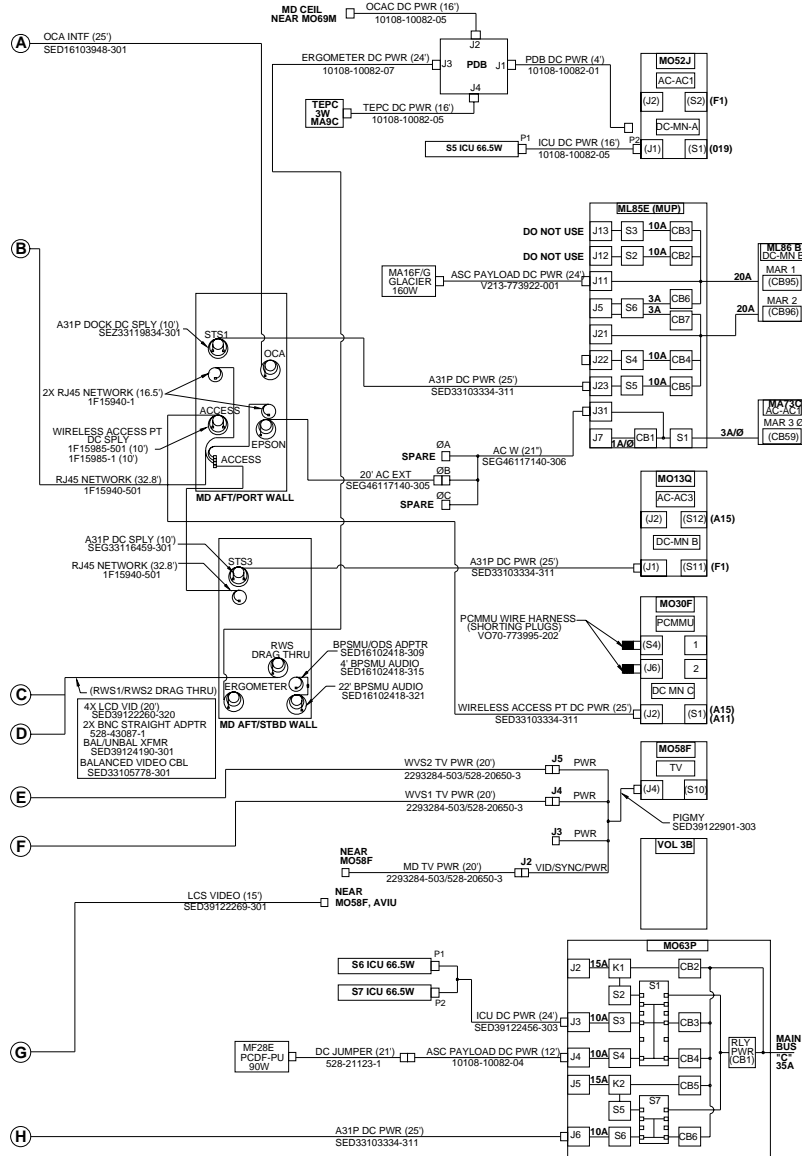 MD CEIL
NEAR MO69M
OCAC DC PWR (16')
10108-10082-05
A
OCA INTF (25')
SED16103948-301
ERGOMETER DC PWR (24')
10108-10082-07
J2
J3
PDB
J1
J4
PDB DC PWR (4')
10108-10082-01
TEPC
3W
MA9C
TEPC DC PWR (16')
10108-10082-05
MO52J
AC-AC1
(J2)
(S2)
(F1)
DC-MN-A
(J1)
(S1)
(019)
S5 ICU 66.5W
P1
ICU DC PWR (16')
10108-10082-05
P2
ML85E (MUP)
DO NOT USE
J13
S3
10A
CB3
DO NOT USE
J12
S2
10A
CB2
B
MA16F/G
GLACIER
160W
ASC PAYLOAD DC PWR (24')
V213-773922-001
J11
J5
S6
3A
3A
CB6
CB7
J21
J22
S4
10A
CB4
J23
S5
10A
CB5
J31
J7
1A/Ø
CB1
S1
3A/Ø
20A
20A
ML86 B
DC-MN B
MAR 1
(CB95)
MAR 2
(CB96)
MA73C
AC-AC1
MAR 3 Ø
(CB59)
A31P DOCK DC SPLY (10')
SEZ33119834-301
STS1
OCA
2X RJ45 NETWORK (16.5')
1F15940-1
ACCESS
EPSON
WIRELESS ACCESS PT
DC SPLY
1F15985-501 (10')
1F15985-1 (10')
ACCESS
RJ45 NETWORK (32.8')
1F15940-501
MD AFT/PORT WALL
A31P DC PWR (25')
SED33103334-311
SPARE
ØA
ØB
SPARE
ØC
20' AC EXT
SEG46117140-305
AC W (21")
SEG46117140-306
MO13Q
AC-AC3
(J2)
(S12)
(A15)
DC-MN B
(J1)
(S11)
(F1)
A31P DC SPLY (10')
SEG33116459-301
RJ45 NETWORK (32.8')
1F15940-501
STS3
A31P DC PWR (25')
SED33103334-311
RWS
DRAG THRU
ERGOMETER
MD AFT/STBD WALL
BPSMU/ODS ADPTR
SED16102418-309
4' BPSMU AUDIO
SED16102418-315
22' BPSMU AUDIO
SED16102418-321
PCMMU WIRE HARNESS
(SHORTING PLUGS)
VO70-773995-202
MO30F
PCMMU
(S4)
1
(J6)
2
DC MN C
(J2)
(S1)
(A15)
(A11)
WIRELESS ACCESS PT DC PWR (25')
SED33103334-311
C
(RWS1/RWS2 DRAG THRU)
D
4X LCD VID (20')
SED39122260-320
2X BNC STRAIGHT ADPTR
528-43087-1
BAL/UNBAL XFMR
SED39124190-301
BALANCED VIDEO CBL
SED33105778-301
E
WVS2 TV PWR (20')
2293284-503/528-20650-3
J5
PWR
F
WVS1 TV PWR (20')
2293284-503/528-20650-3
J4
PWR
J3
PWR
NEAR
MO58F
MD TV PWR (20')
2293284-503/528-20650-3
J2
VID/SYNC/PWR
MO58F
TV
(J4)
(S10)
PIGMY
SED39122901-303
VOL 3B
LCS VIDEO (15')
SED39122269-301
NEAR
MO58F, AVIU
G
S6 ICU 66.5W
P1
S7 ICU 66.5W
P2
ICU DC PWR (24')
SED39122456-303
MF28E
PCDF-PU
90W
DC JUMPER (21')
528-21123-1
ASC PAYLOAD DC PWR (12')
10108-10082-04
MO63P
J2
15A
K1
CB2
S2
S1
J3
10A
S3
CB3
J4
10A
S4
CB4
J5
15A
K2
CB5
S5
S7
J6
10A
S6
CB6
RLY
PWR
(CB1)
MAIN
BUS
"C"
35A
H
A31P DC PWR (25')
SED33103334-311